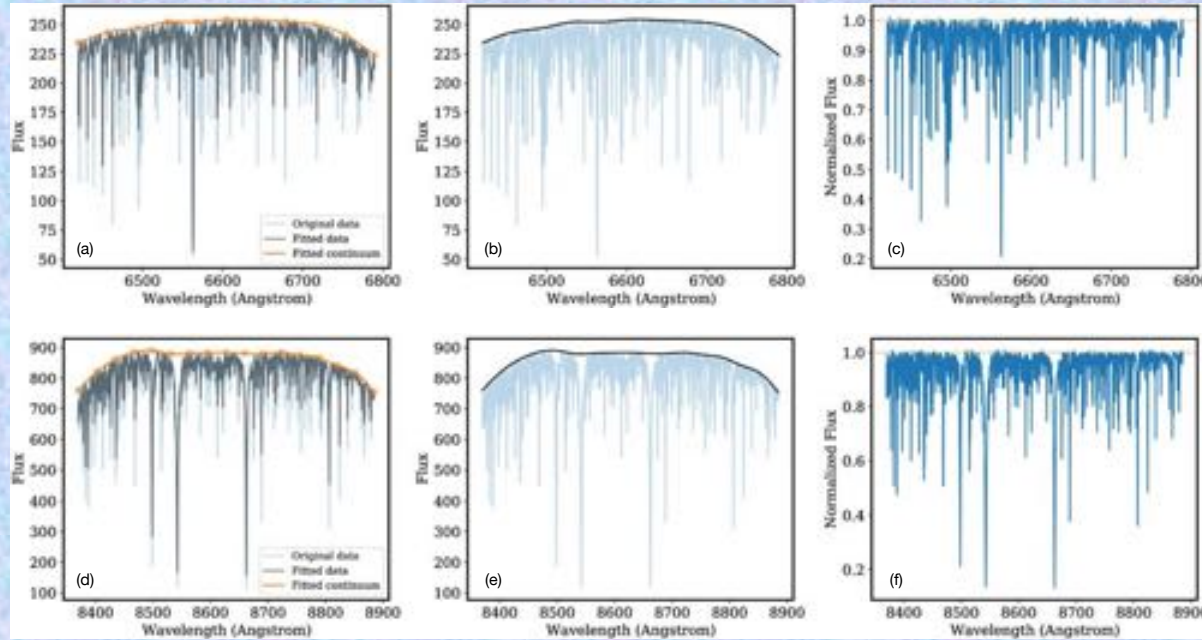 250
225
200
175
150
125
100
75
50
Flux
(a)
Original data
Fitted data
Fitted continuum
6500 6600 6700 6800
Wavelength (Angstrom)
250
225
200
175
150
125
100
75
50
Flux
(b)
6500 6600 6700 6800
Wavelength (Angstrom)
1.0
0.9
0.8
0.7
0.6
0.5
0.4
0.3
0.2
Normalized Flux
(c)
6500 6600 6700 6800
Wavelength (Angstrom)
900
800
700
600
500
400
300
200
100
Flux
(d)
Original data
Fitted data
Fitted continuum
8400 8500 8600 8700 8800 8900
Wavelength (Angstrom)
900
800
700
600
500
400
300
200
100
Flux
(e)
8400 8500 8600 8700 8800 8900
Wavelength (Angstrom)
1.0
0.8
0.6
0.4
0.2
Normalized Flux
(f)
8400 8500 8600 8700 8800 8900
Wavelength (Angstrom)